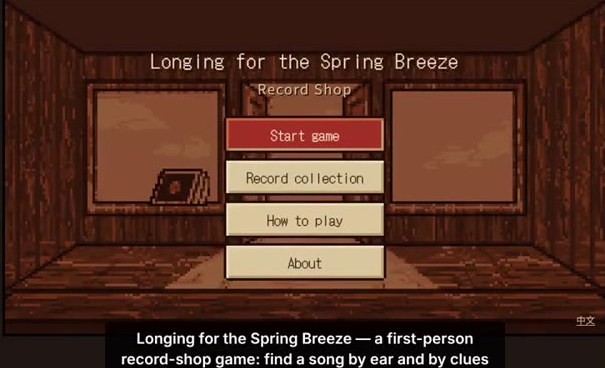 Longing for the Spring Breeze
Record Shop
Start game
Record collection
How to play
About
中文
Longing for the Spring Breeze — a first-person
record-shop game: find a song by ear and by clues